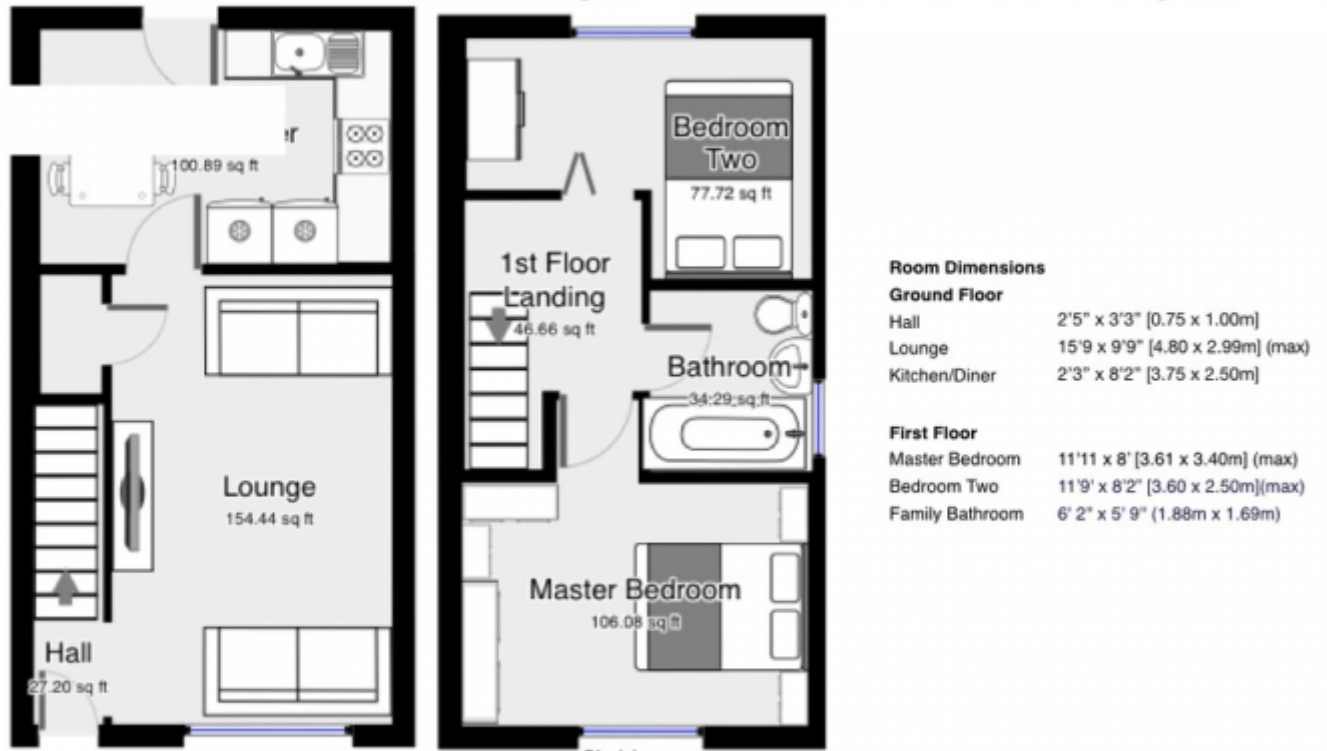 100.89 sq ft
Lounge
154.44 sq ft
Hall
27.20 sq ft
Bedroom
Two
77.72 sq ft
1st Floor
Landing
46.66 sq ft
Bathroom
34.29 sq ft
Master Bedroom
106.08 sq ft
Room Dimensions
Ground Floor
Hall 2'5" x 3'3" [0.75 x 1.00m]
Lounge 15'9 x 9'9" [4.80 x 2.99m] (max)
Kitchen/Diner 2'3" x 8'2" [3.75 x 2.50m]
First Floor
Master Bedroom 11'11 x 8' [3.61 x 3.40m] (max)
Bedroom Two 11'9' x 8'2" [3.60 x 2.50m](max)
Family Bathroom 6' 2" x 5' 9" (1.88m x 1.69m)